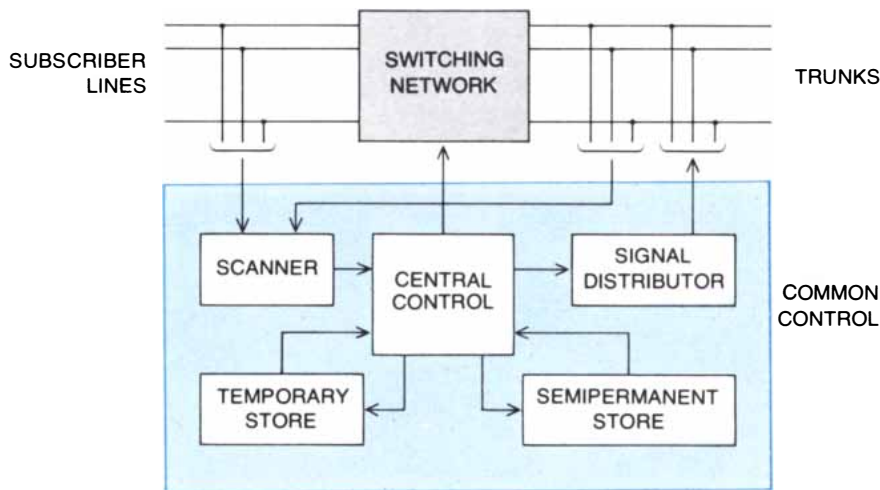 SUBSCRIBER
LINES
SWITCHING
NETWORK
TRUNKS
SCANNER
CENTRAL
CONTROL
SIGNAL
DISTRIBUTOR
COMMON
CONTROL
TEMPORARY
STORE
SEMIPERMANENT
STORE